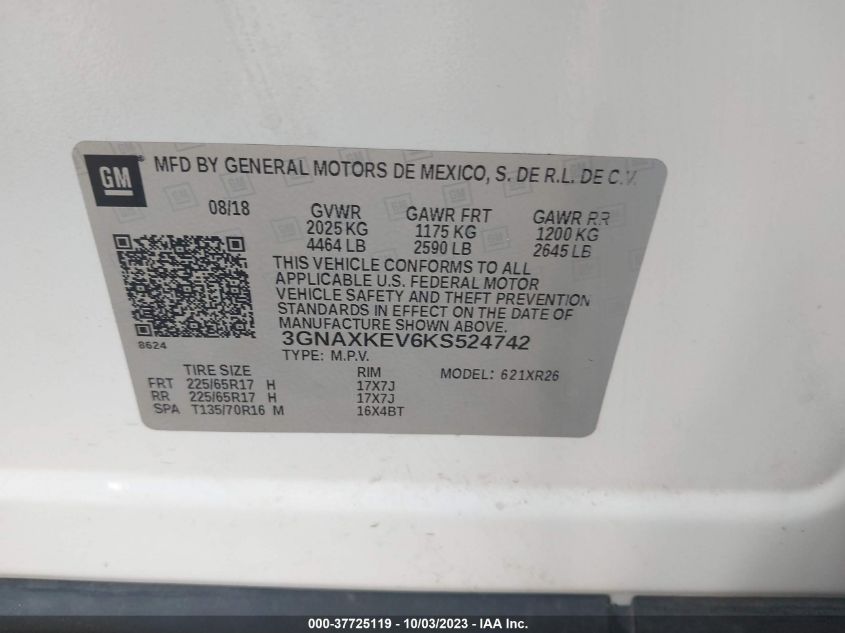 GM
MFD BY GENERAL MOTORS DE MEXICO, S. DE R.L. DE C.V.
08/18 GVWR GAWR FRT GAWR RR
2025 KG 1175 KG 1200 KG
4464 LB 2590 LB 2645 LB
THIS VEHICLE CONFORMS TO ALL
APPLICABLE U.S. FEDERAL MOTOR
VEHICLE SAFETY AND THEFT PREVENTION
STANDARDS IN EFFECT ON THE DATE OF
MANUFACTURE SHOWN ABOVE.
8624
3GNAXKEV6KS524742
TYPE: M.P.V.
TIRE SIZE RIM MODEL: 621XR26
FRT 225/65R17 H 17X7J
RR 225/65R17 H 17X7J
SPA T135/70R16 M 16X4BT
000-37725119 - 10/03/2023 - IAA Inc.